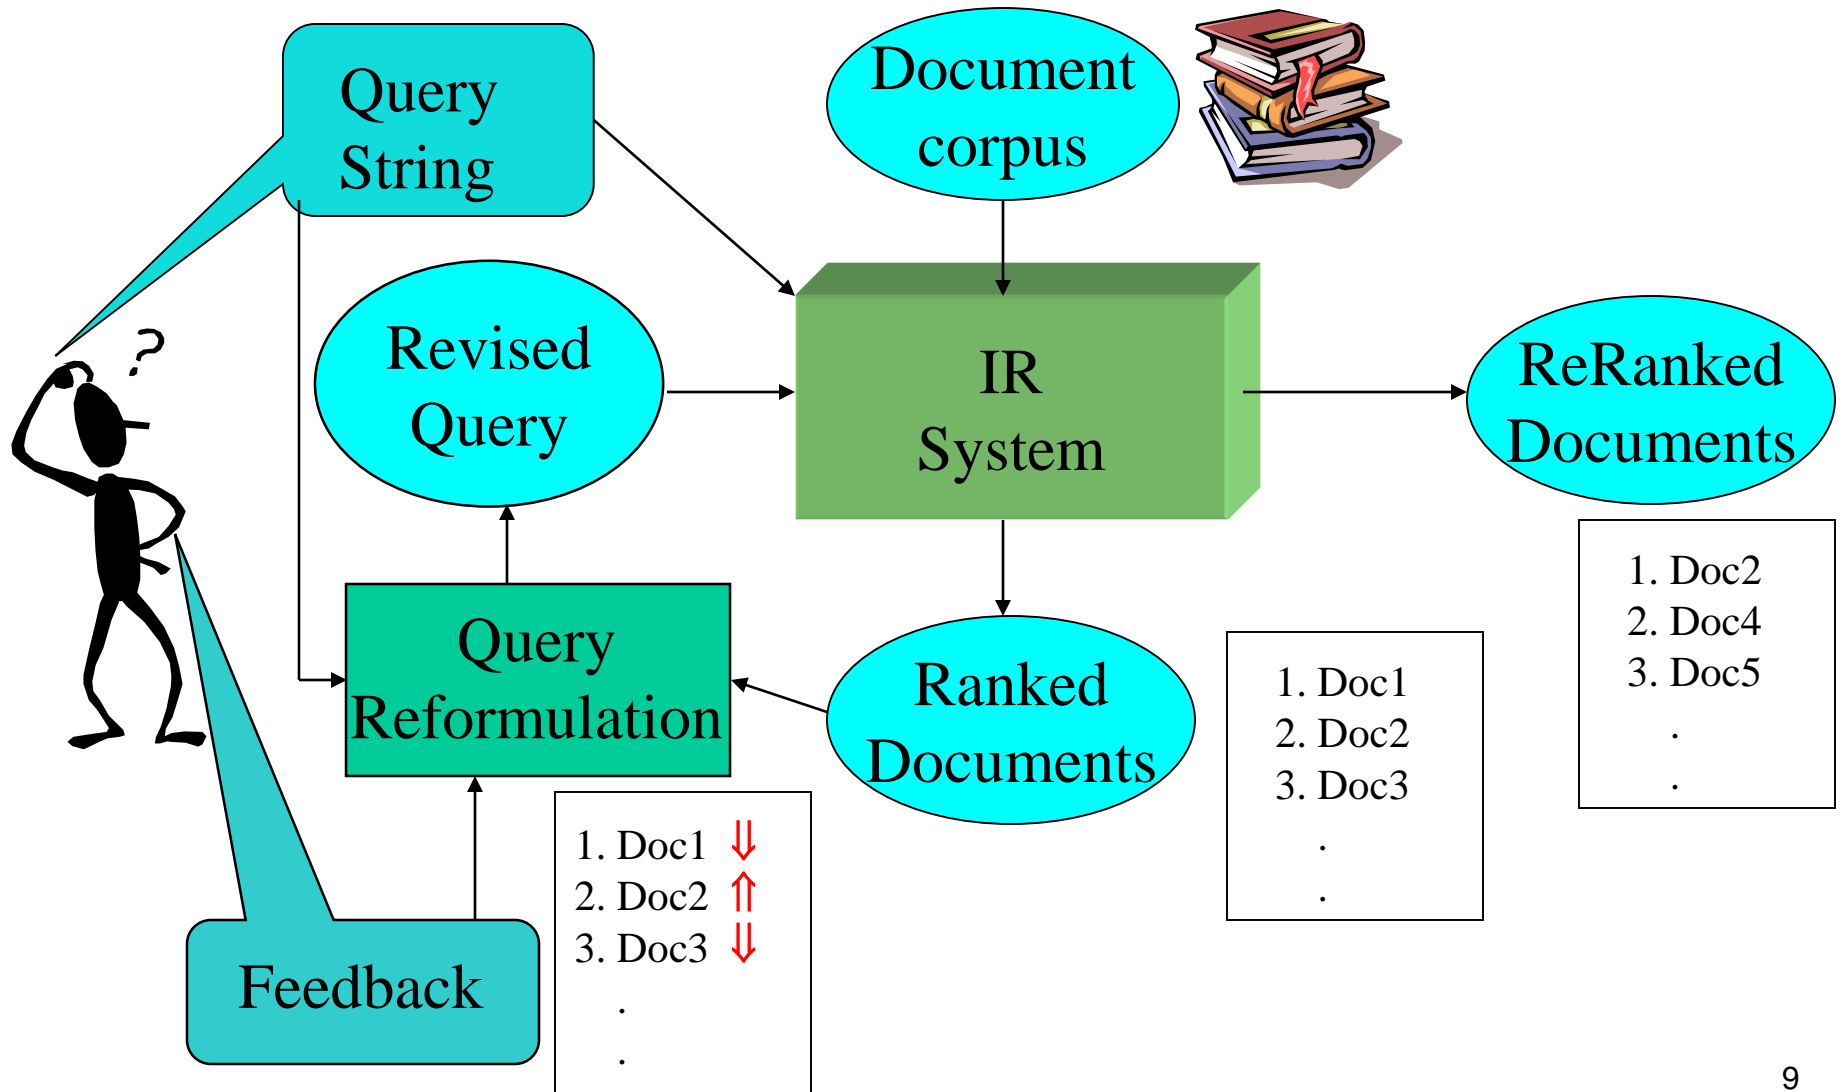 Query
String
Document
corpus
?
Revised
Query
IR
System
ReRanked
Documents
1. Doc2
2. Doc4
3. Doc5
.
.
Query
Reformulation
Ranked
Documents
1. Doc1
2. Doc2
3. Doc3
.
.
1. Doc1 ⇓
2. Doc2 ⇑
3. Doc3 ⇓
.
.
Feedback
9